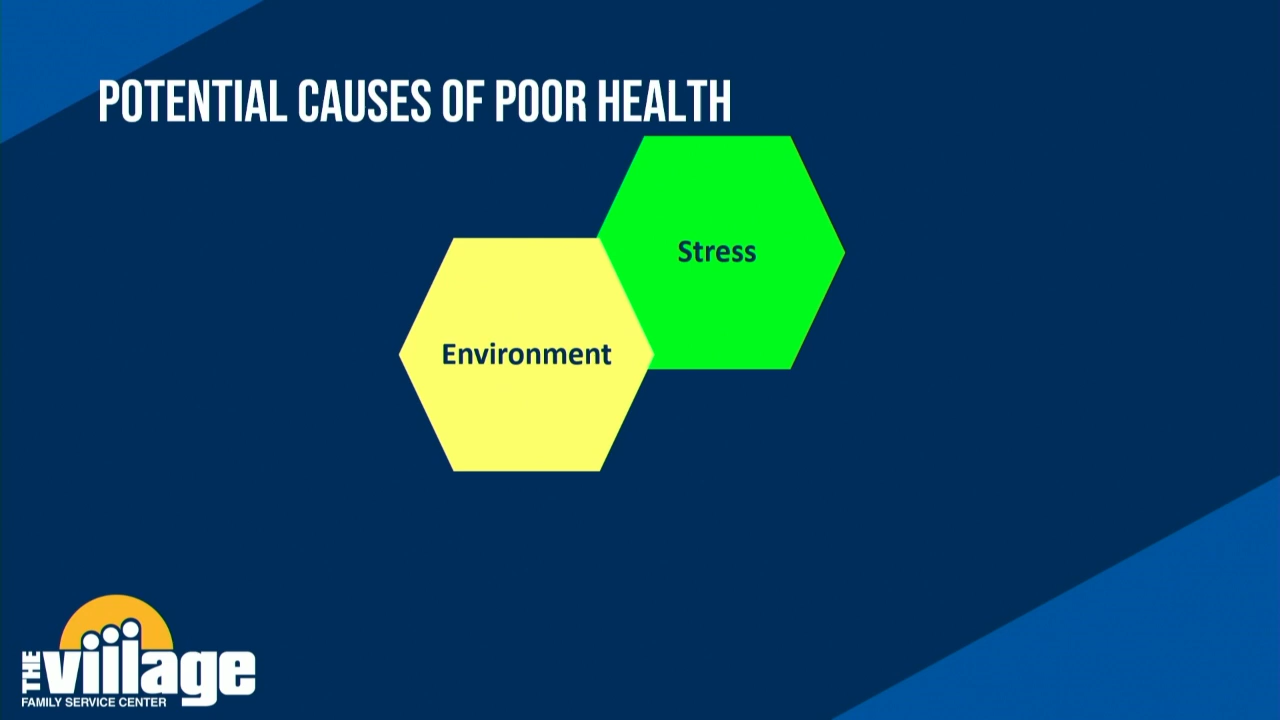 POTENTIAL CAUSES OF POOR HEALTH
Stress
Environment
THE village
FAMILY SERVICE CENTER